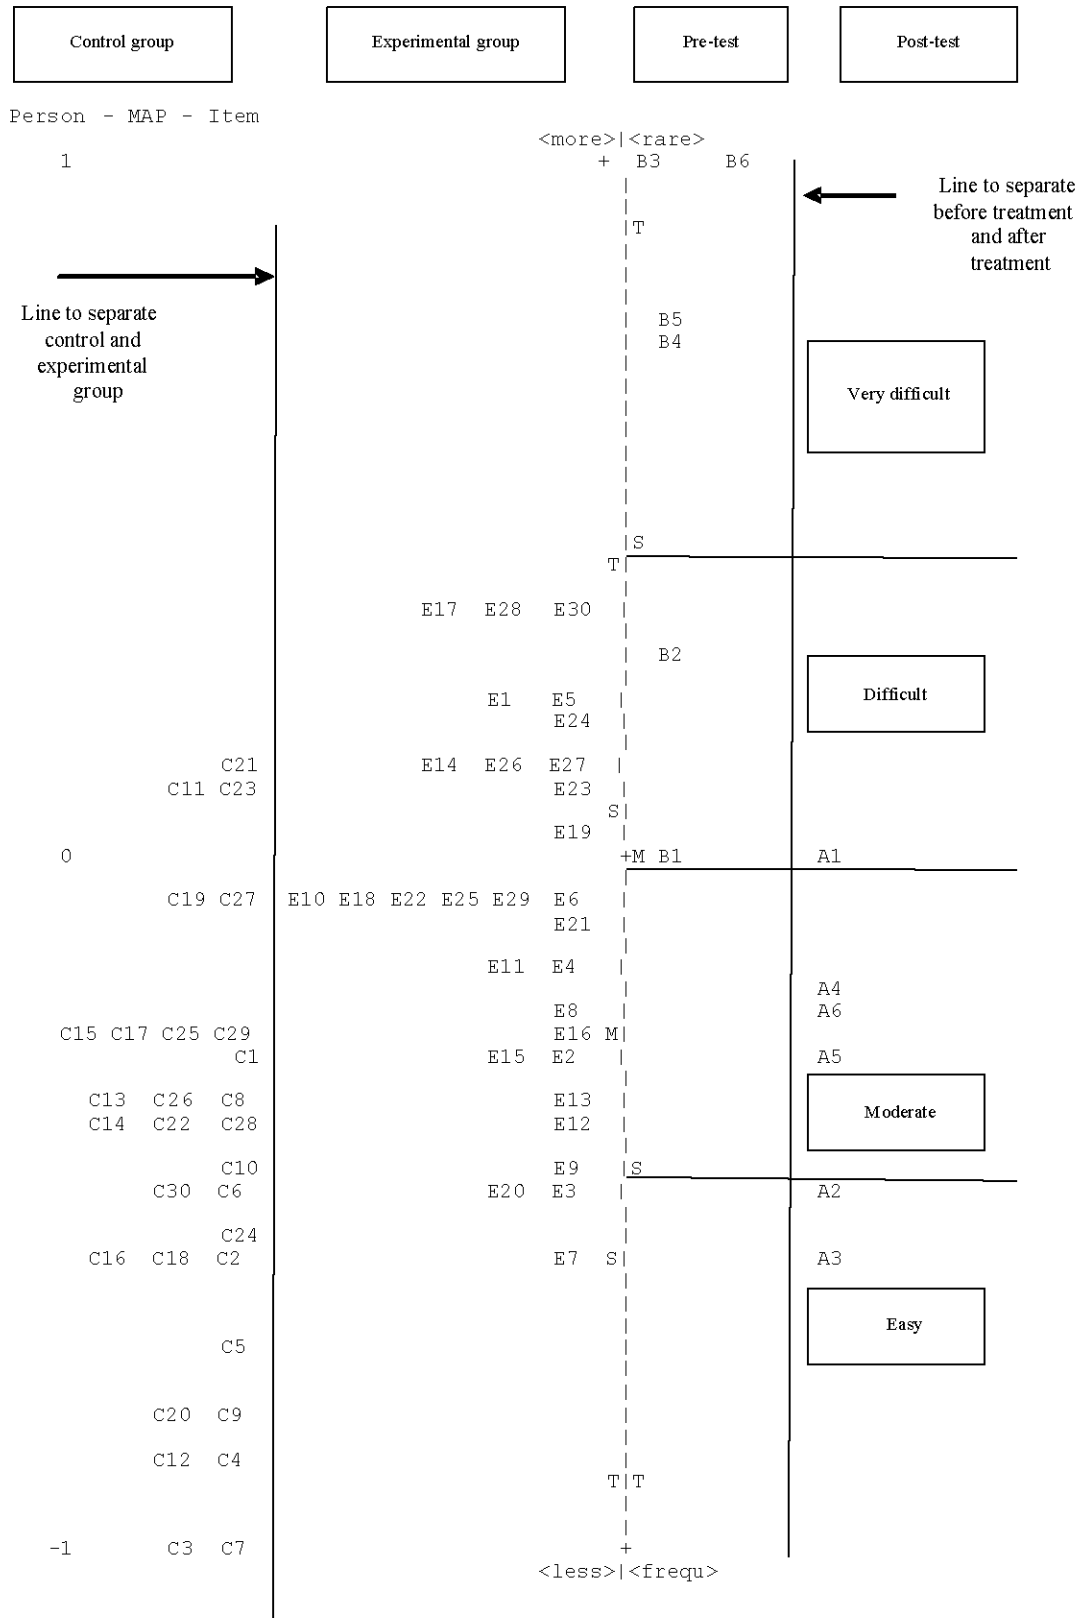 Control group Experimental group Pre-test Post-test
Person - MAP - Item
<more>|<rare>
1 + B3 B6
Line to separate
before treatment
and after
treatment
|T
Line to separate
control and
experimental
group
| B5
| B4
Very difficult
|S
T|
E17 E28 E30 |
| B2
Difficult
E1 E5 |
E24 |
C21 E14 E26 E27 |
C11 C23 E23 |
S|
E19 |
0 +M B1 A1
C19 C27 E10 E18 E22 E25 E29 E6 |
E21 |
E11 E4 |
| A4
E8 | A6
C15 C17 C25 C29 E16 M|
C1 E15 E2 | A5
C13 C26 C8 E13 |
Moderate
C14 C22 C28 E12 |
C10 E9 |S
C30 C6 E20 E3 | A2
C24 |
C16 C18 C2 E7 S| A3
Easy
C5 |
C20 C9 |
C12 C4 |
T|T
-1 C3 C7 +
<less>|<frequ>